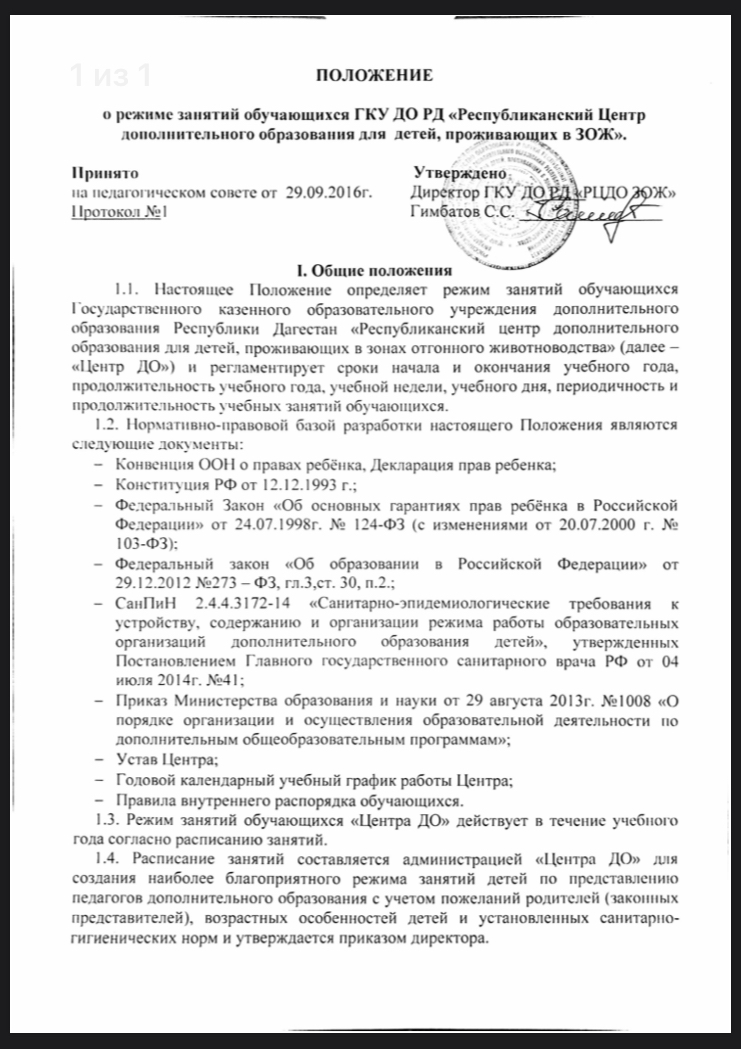 1 из 1
ПОЛОЖЕНИЕ
о режиме занятий обучающихся ГКУ ДО РД «Республиканский Центр
дополнительного образования для детей, проживающих в ЗОЖ».
Принято
Утверждено
на педагогическом совете от 29.09.2016г.
Директор ГКУ ДО РД «РЦДО ЗОЖ»
Протокол №1
Гимбатов С.С.
I. Общие положения
1.1. Настоящее Положение определяет режим занятий обучающихся
Государственного казенного образовательного учреждения дополнительного
образования Республики Дагестан «Республиканский центр дополнительного
образования для детей, проживающих в зонах отгонного животноводства» (далее –
«Центр ДО») и регламентирует сроки начала и окончания учебного года,
продолжительность учебного года, учебной недели, учебного дня, периодичность и
продолжительность учебных занятий обучающихся.
1.2. Нормативно-правовой базой разработки настоящего Положения являются
следующие документы:
– Конвенция ООН о правах ребёнка, Декларация прав ребенка;
– Конституция РФ от 12.12.1993 г.;
– Федеральный Закон «Об основных гарантиях прав ребёнка в Российской
Федерации» от 24.07.1998г. № 124-ФЗ (с изменениями от 20.07.2000 г. №
103-ФЗ);
– Федеральный закон «Об образовании в Российской Федерации» от
29.12.2012 №273 – ФЗ, гл.3,ст. 30, п.2.;
– СанПиН 2.4.4.3172-14 «Санитарно-эпидемиологические требования к
устройству, содержанию и организации режима работы образовательных
организаций дополнительного образования детей», утвержденных
Постановлением Главного государственного санитарного врача РФ от 04
июля 2014г. №41;
– Приказ Министерства образования и науки от 29 августа 2013г. №1008 «О
порядке организации и осуществления образовательной деятельности по
дополнительным общеобразовательным программам»;
– Устав Центра;
– Годовой календарный учебный график работы Центра;
– Правила внутреннего распорядка обучающихся.
1.3. Режим занятий обучающихся «Центра ДО» действует в течение учебного
года согласно расписанию занятий.
1.4. Расписание занятий составляется администрацией «Центра ДО» для
создания наиболее благоприятного режима занятий детей по представлению
педагогов дополнительного образования с учетом пожеланий родителей (законных
представителей), возрастных особенностей детей и установленных санитарно-
гигиенических норм и утверждается приказом директора.